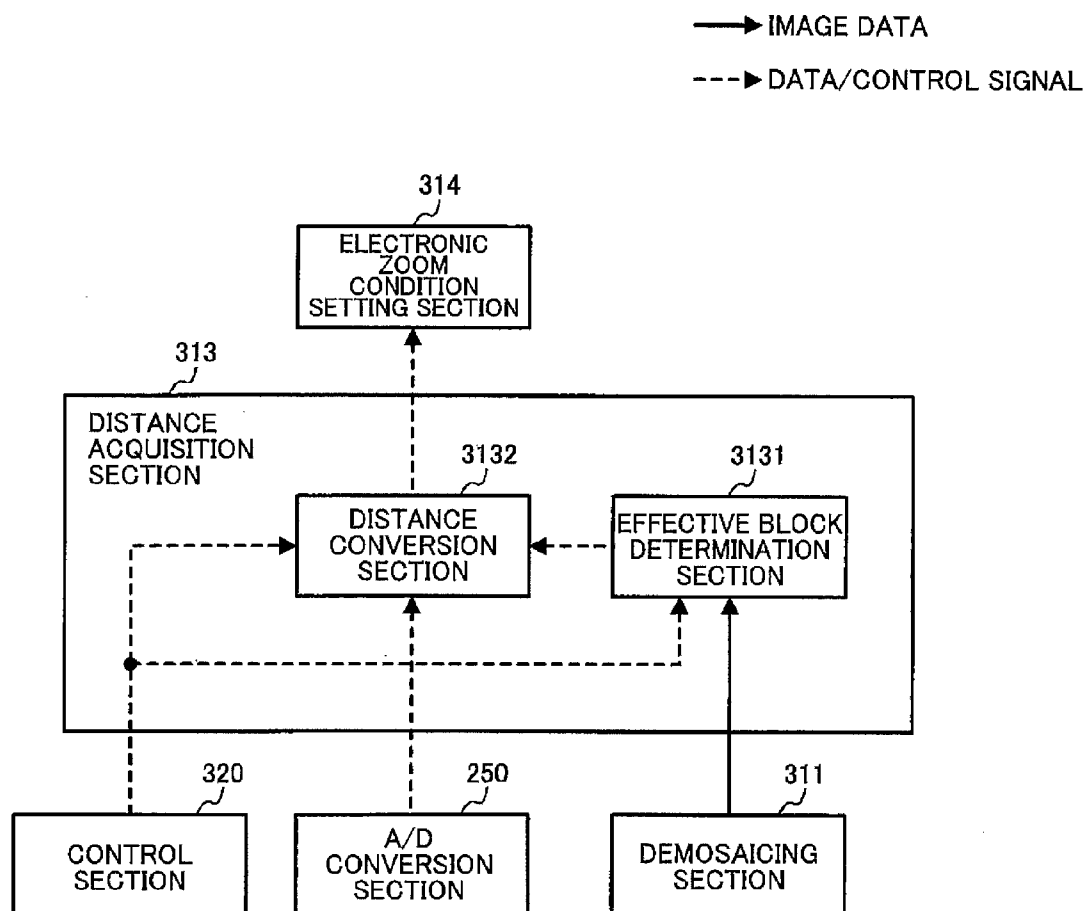 IMAGE DATA
DATA/CONTROL SIGNAL
314
ELECTRONIC
ZOOM
CONDITION
SETTING SECTION
313
DISTANCE
ACQUISITION
SECTION
3132
DISTANCE
CONVERSION
SECTION
3131
EFFECTIVE BLOCK
DETERMINATION
SECTION
320
CONTROL
SECTION
250
A/D
CONVERSION
SECTION
311
DEMOSAICING
SECTION